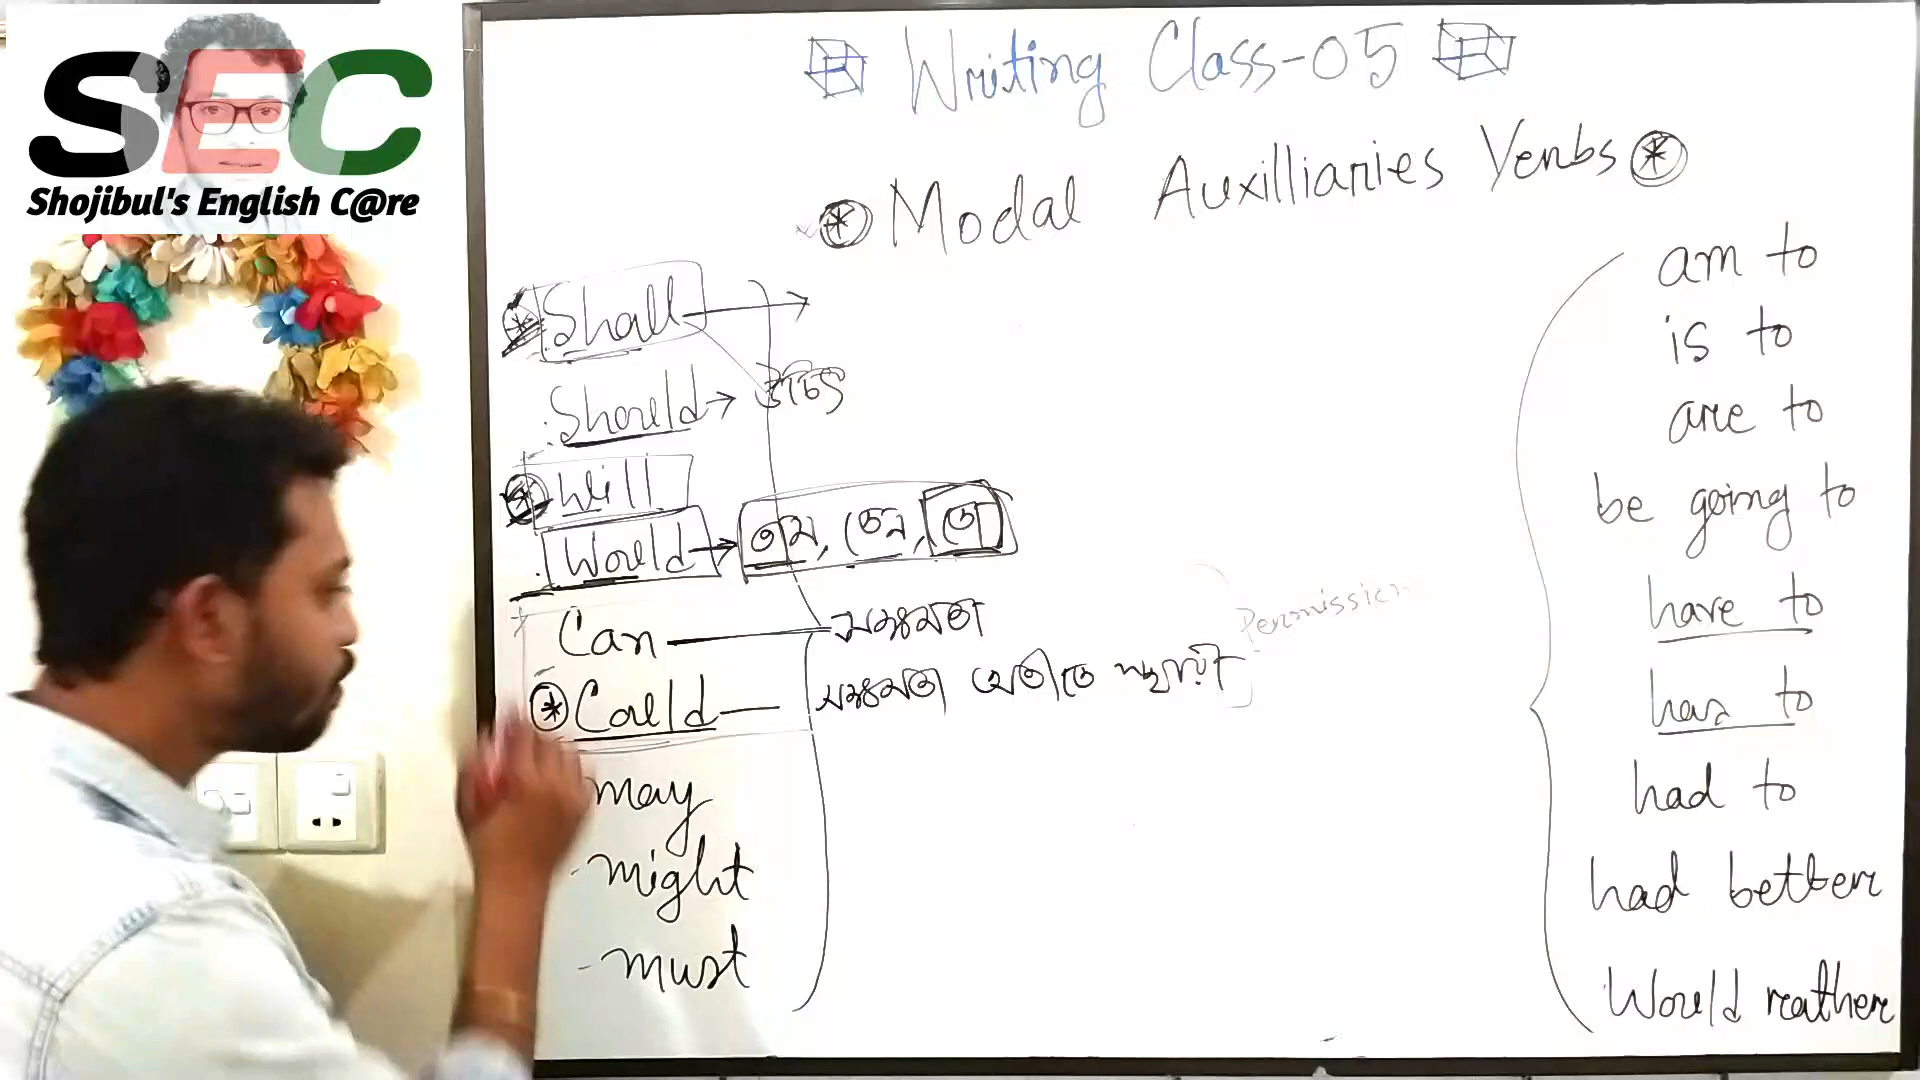 SEC
Shojibul's English C@re
Writing Class-05
Modal Auxilliaries Verbs
Shall
Should → উচিৎ
Will
Would → তাম, তেন, তে
Can — সক্ষমতা
Could — সক্ষমতা অতীতে
Permission
may
might
must
am to
is to
are to
be going to
have to
has to
had to
had better
Would rather